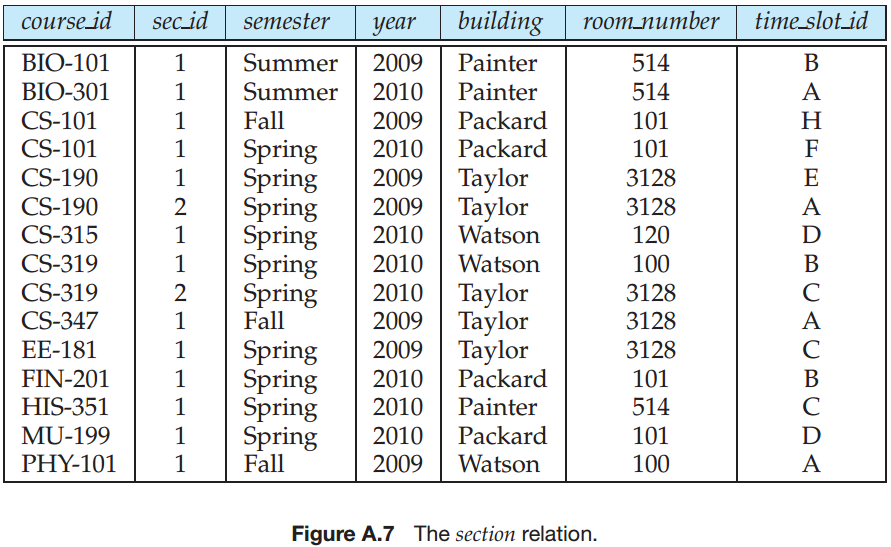 course_id sec_id semester year building room_number time_slot_id
BIO-101 1 Summer 2009 Painter 514 B
BIO-301 1 Summer 2010 Painter 514 A
CS-101 1 Fall 2009 Packard 101 H
CS-101 1 Spring 2010 Packard 101 F
CS-190 1 Spring 2009 Taylor 3128 E
CS-190 2 Spring 2009 Taylor 3128 A
CS-315 1 Spring 2010 Watson 120 D
CS-319 1 Spring 2010 Watson 100 B
CS-319 2 Spring 2010 Taylor 3128 C
CS-347 1 Fall 2009 Taylor 3128 A
EE-181 1 Spring 2009 Taylor 3128 C
FIN-201 1 Spring 2010 Packard 101 B
HIS-351 1 Spring 2010 Painter 514 C
MU-199 1 Spring 2010 Packard 101 D
PHY-101 1 Fall 2009 Watson 100 A
Figure A.7 The section relation.